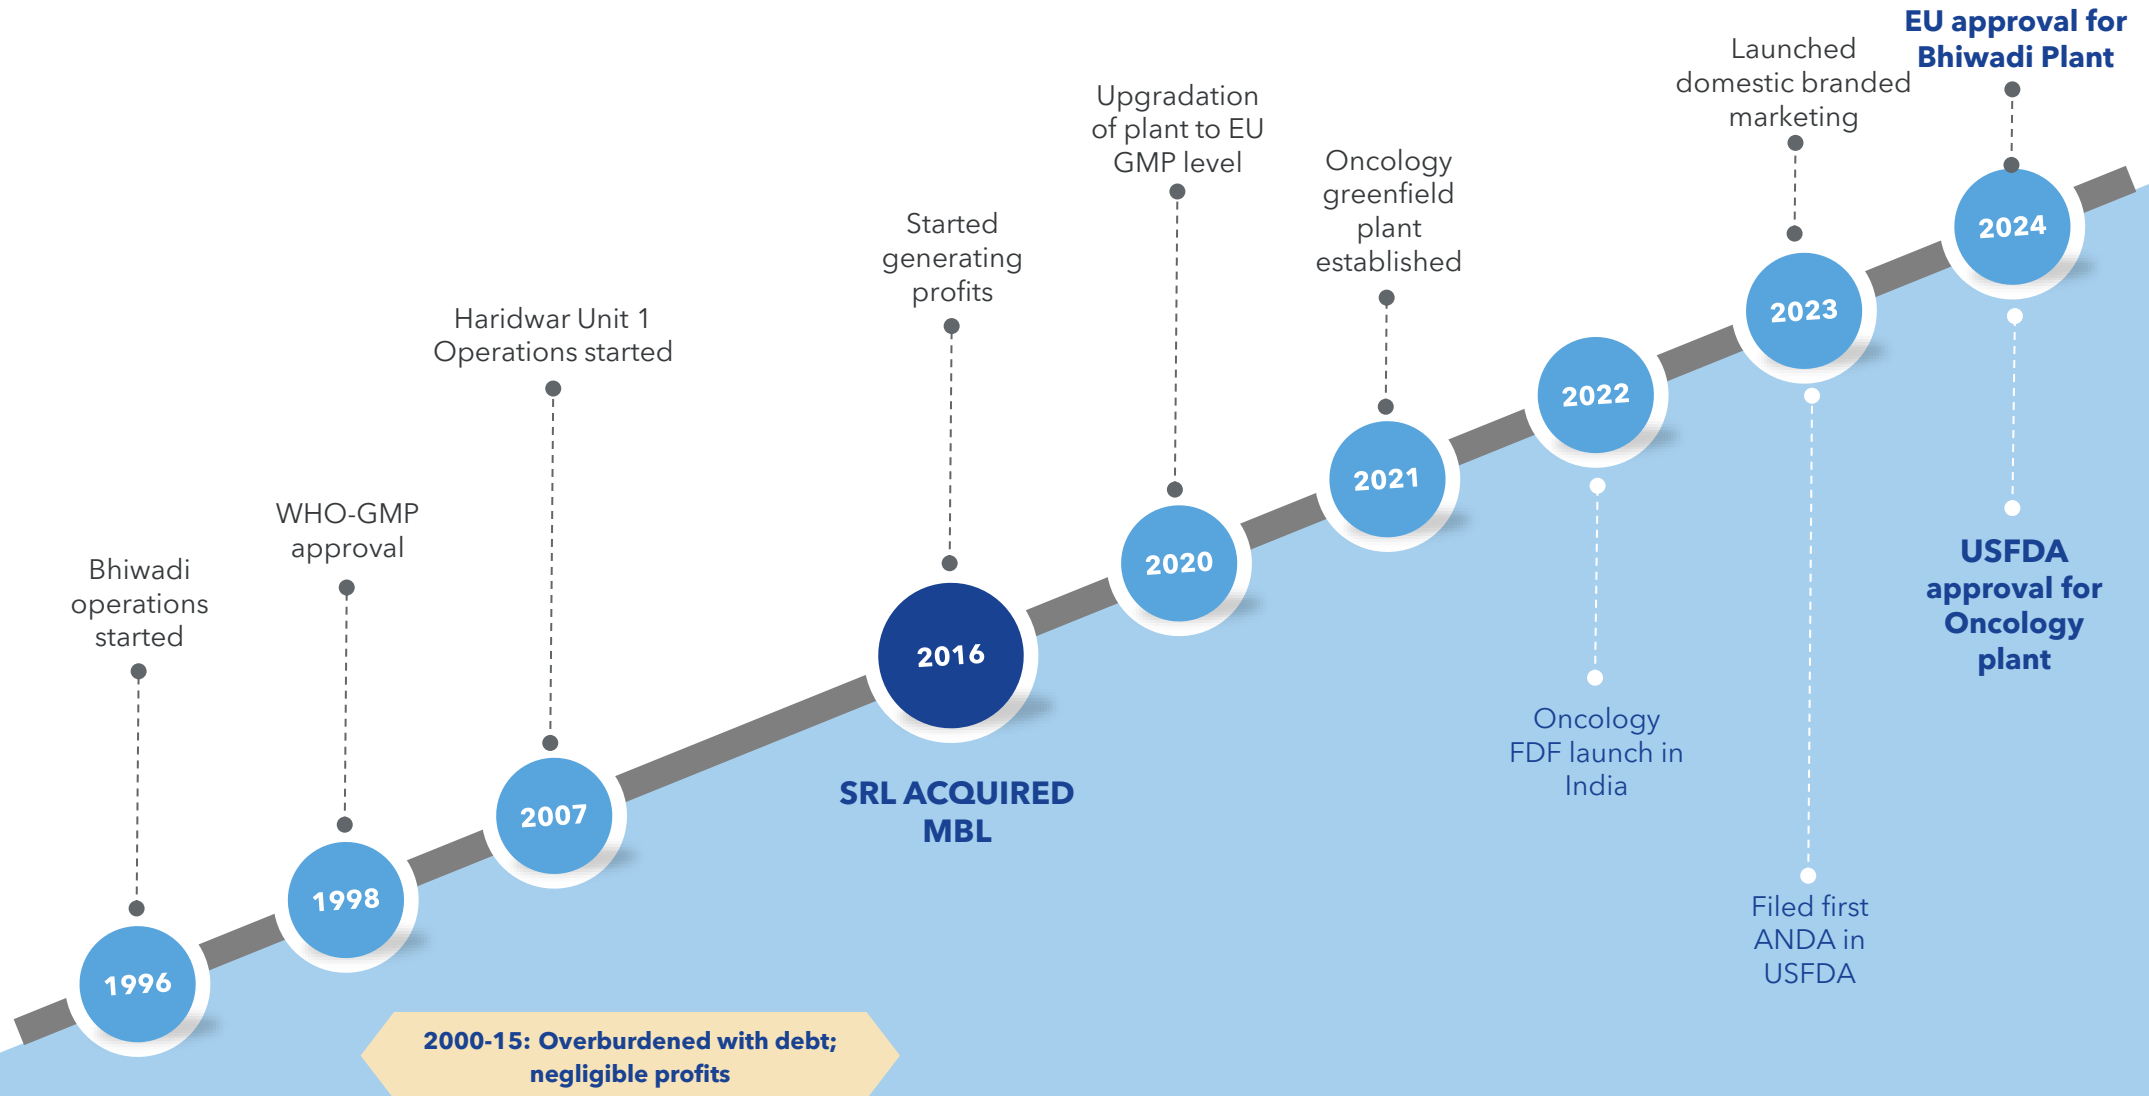 Bhiwadi
operations
started
1996
WHO-GMP
approval
1998
Haridwar Unit 1
Operations started
2007
2000-15: Overburdened with debt;
negligible profits
Started
generating
profits
2016
SRL ACQUIRED
MBL
Upgradation
of plant to EU
GMP level
2020
Oncology
greenfield
plant
established
2021
2022
Oncology
FDF launch in
India
Launched
domestic branded
marketing
2023
Filed first
ANDA in
USFDA
EU approval for
Bhiwadi Plant
2024
USFDA
approval for
Oncology
plant